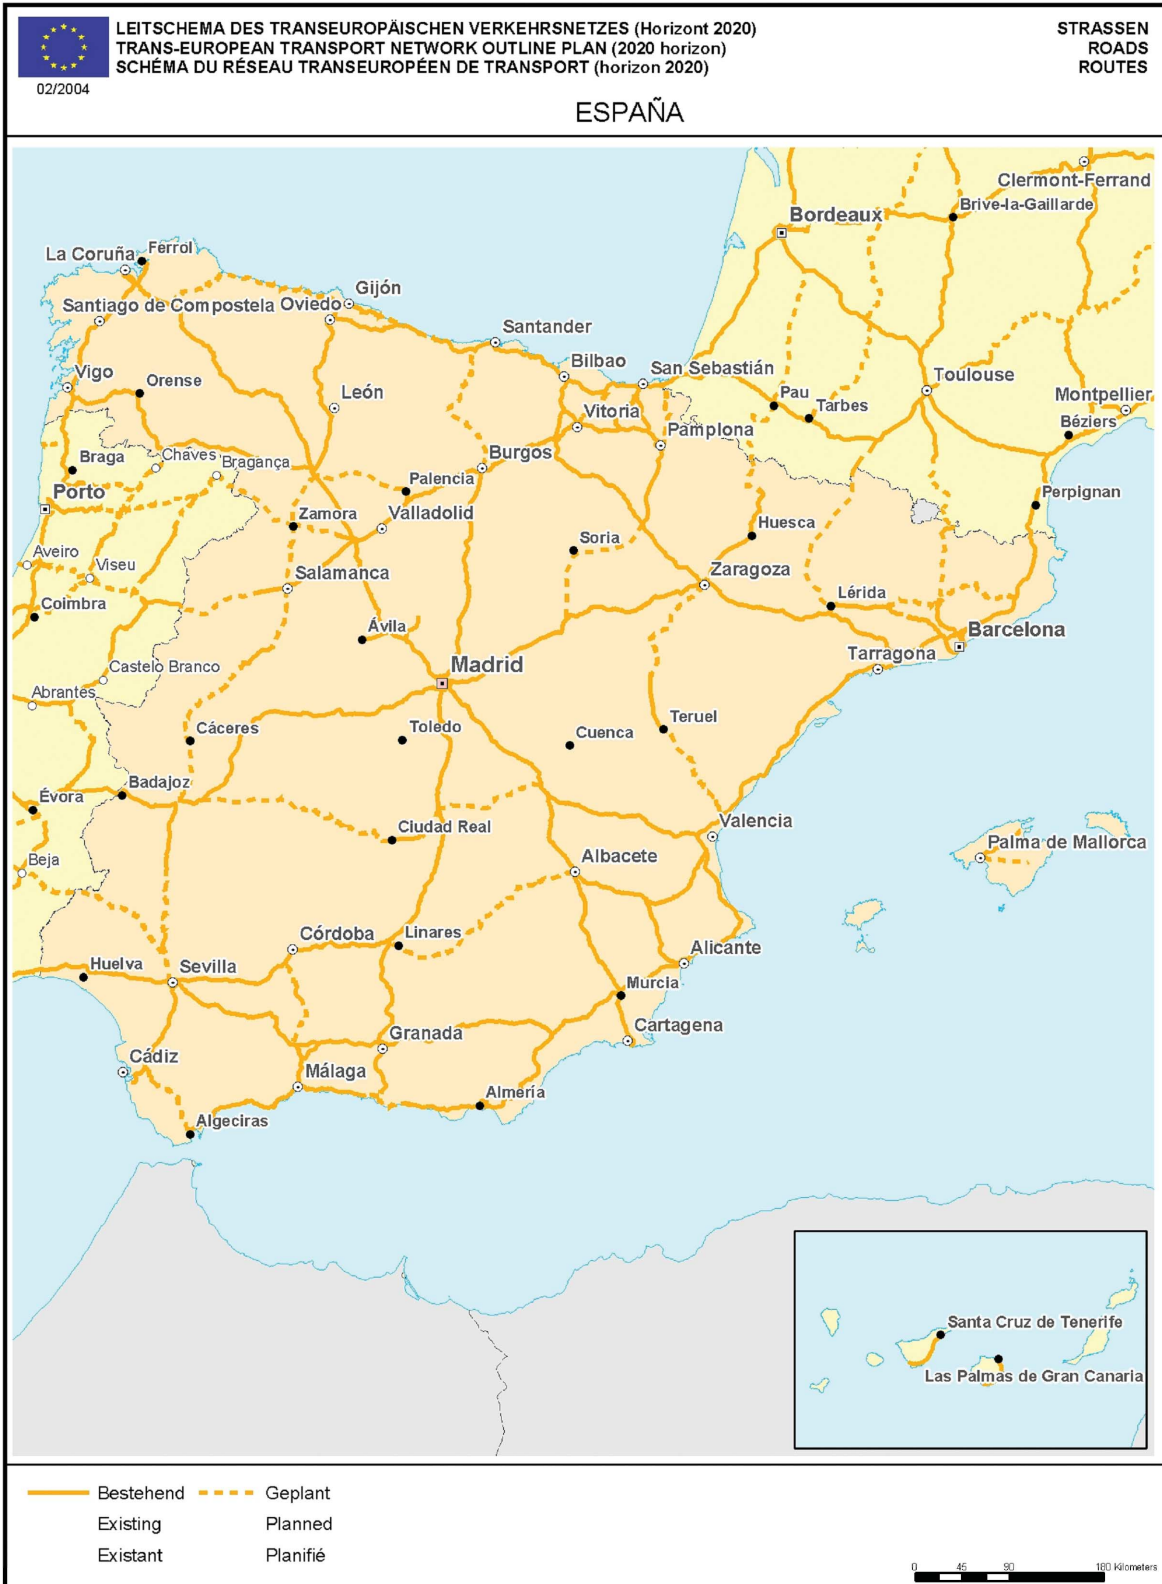 LEITSCHEMA DES TRANSEUROPÄISCHEN VERKEHRSNETZES (Horizont 2020)
TRANS-EUROPEAN TRANSPORT NETWORK OUTLINE PLAN (2020 horizon)
SCHÉMA DU RÉSEAU TRANSEUROPÉEN DE TRANSPORT (horizon 2020)
STRASSEN
ROADS
ROUTES
02/2004
ESPAÑA
Clermont-Ferrand
Brive-la-Gaillarde
Bordeaux
La Coruña
Ferrol
Gijón
Santiago de Compostela
Oviedo
Santander
Bilbao
San Sebastián
Vigo
Orense
León
Vitoria
Pau
Tarbes
Toulouse
Montpellier
Béziers
Pamplona
Braga
Chaves
Bragança
Burgos
Palencia
Porto
Zamora
Valladolid
Perpignan
Huesca
Soria
Aveiro
Viseu
Salamanca
Zaragoza
Coimbra
Lérida
Ávila
Barcelona
Castelo Branco
Madrid
Tarragona
Abrantes
Cáceres
Toledo
Cuenca
Teruel
Évora
Badajoz
Ciudad Real
Valencia
Palma de Mallorca
Beja
Albacete
Córdoba
Linares
Alicante
Huelva
Sevilla
Murcia
Granada
Cartagena
Cádiz
Málaga
Almería
Algeciras
Santa Cruz de Tenerife
Las Palmas de Gran Canaria
Bestehend
Geplant
Existing
Planned
Existant
Planifié
0 45 90 180 Kilometers